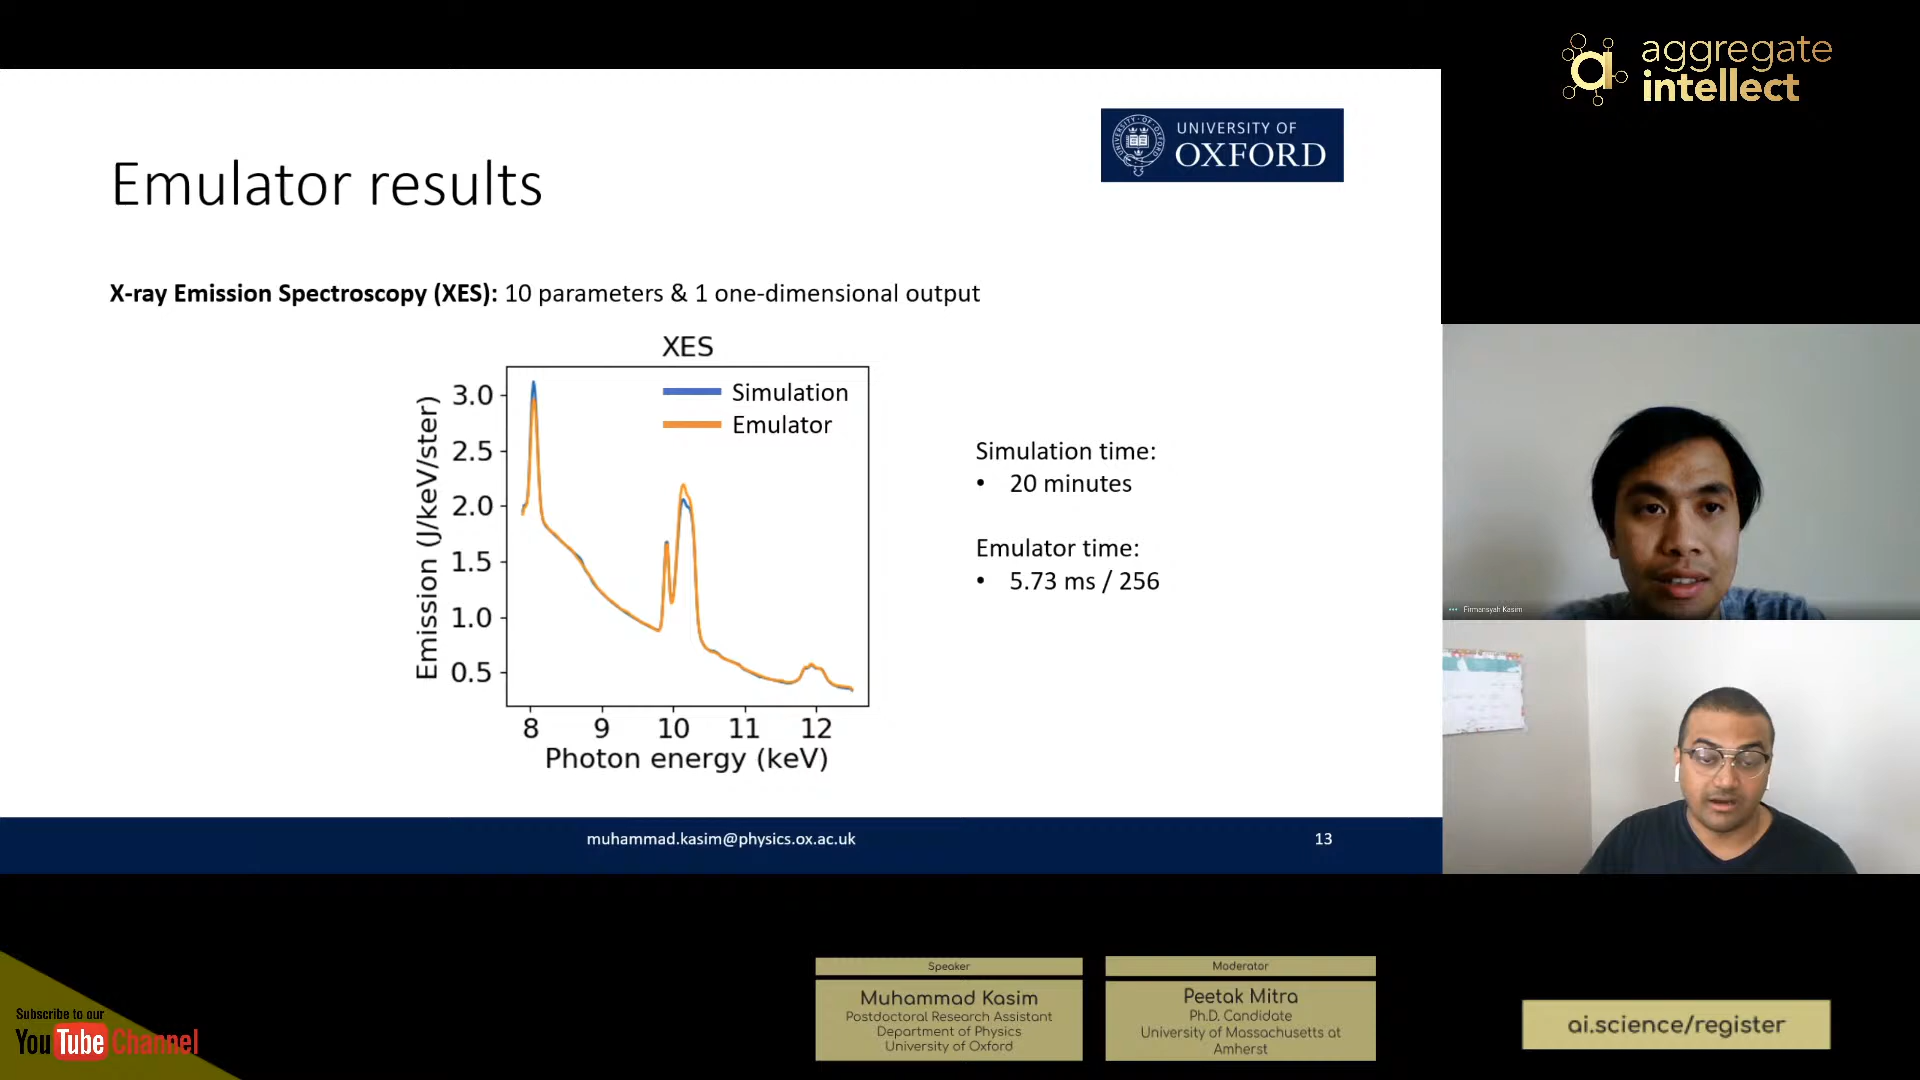 aggregate
intellect
UNIVERSITY OF
OXFORD
Emulator results
X-ray Emission Spectroscopy (XES): 10 parameters & 1 one-dimensional output
XES
Simulation
Emulator
3.0
2.5
2.0
1.5
1.0
0.5
Emission (J/keV/ster)
8 9 10 11 12
Photon energy (keV)
Simulation time:
• 20 minutes
Emulator time:
• 5.73 ms / 256
Firmansyah Kasim
muhammad.kasim@physics.ox.ac.uk
13
Subscribe to our
YouTube Channel
Speaker
Muhammad Kasim
Postdoctoral Research Assistant
Department of Physics
University of Oxford
Moderator
Peetak Mitra
Ph.D. Candidate
University of Massachusetts at
Amherst
ai.science/register